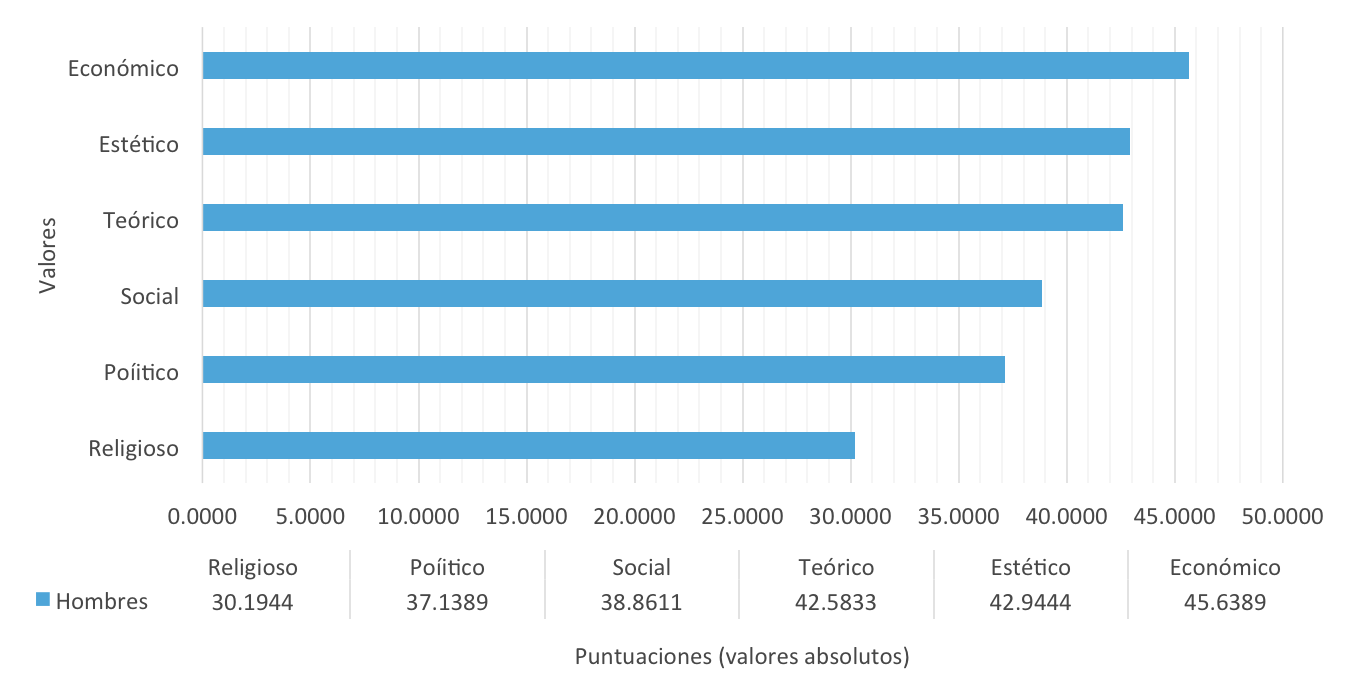 Económico
Estético
Teórico
Valores
Social
Poíitico
Religioso
0.0000 5.0000 10.0000 15.0000 20.0000 25.0000 30.0000 35.0000 40.0000 45.0000 50.0000
Religioso Poíitico Social Teórico Estético Económico
Hombres 30.1944 37.1389 38.8611 42.5833 42.9444 45.6389
Puntuaciones (valores absolutos)